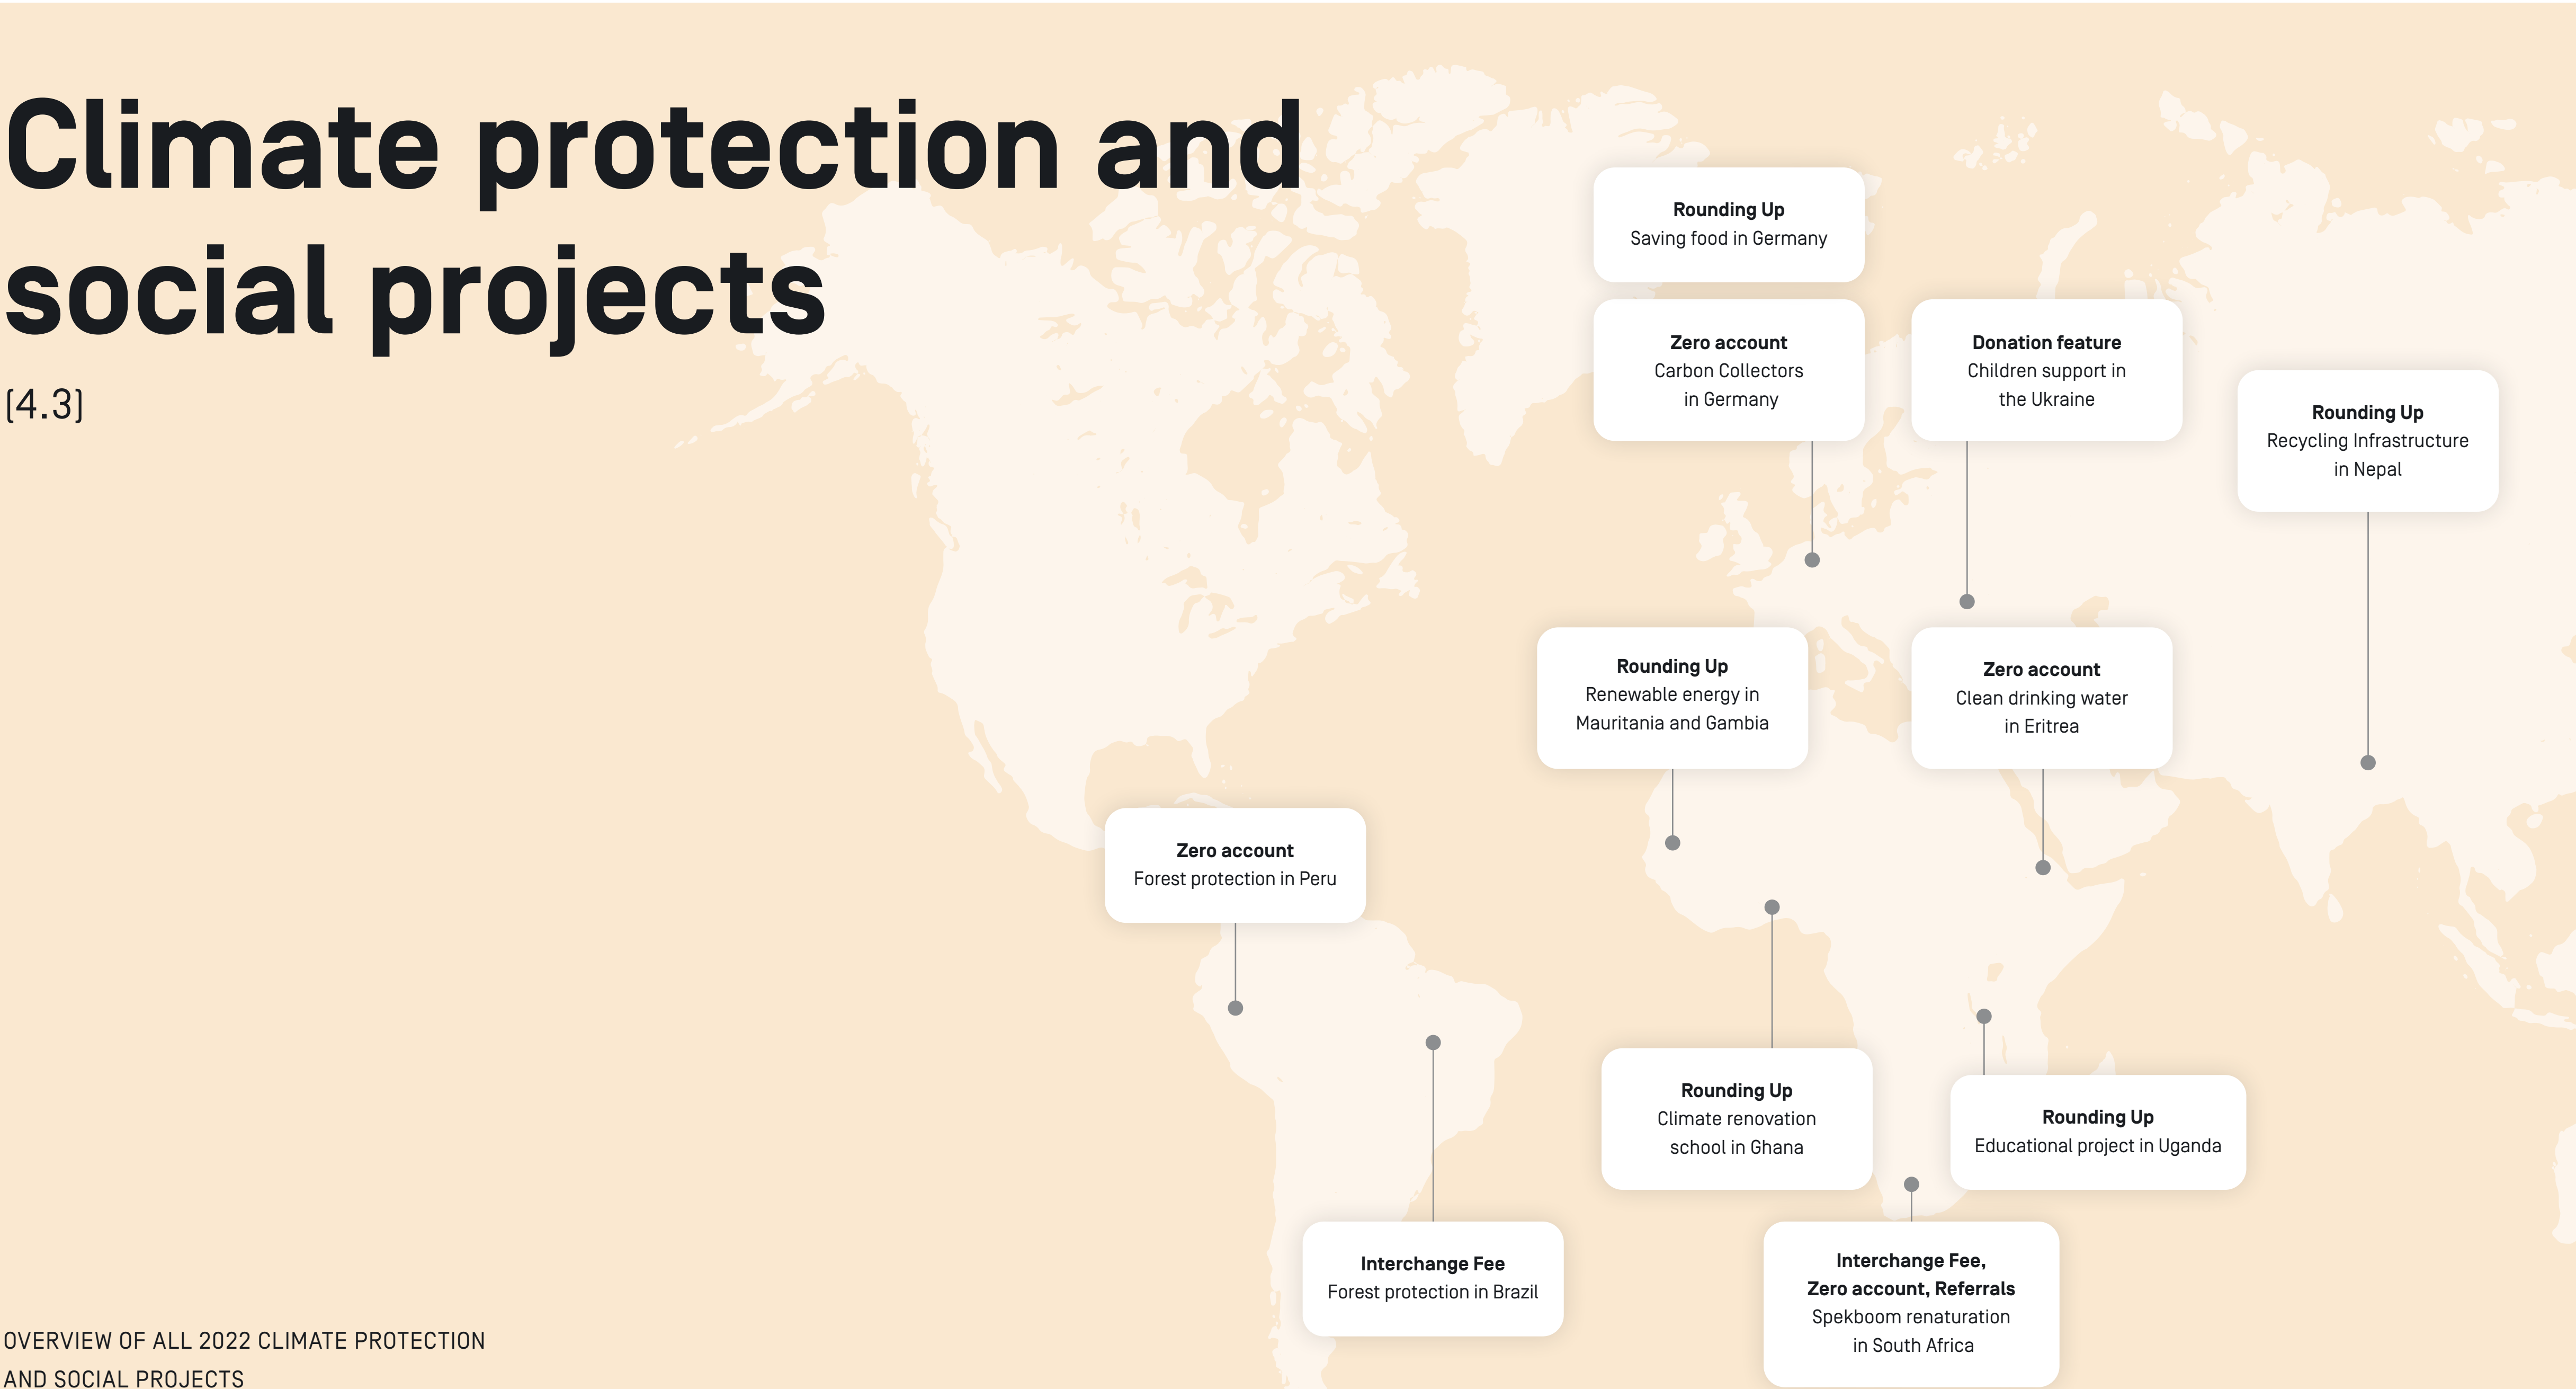 Climate protection and
social projects
(4.3)
Rounding Up
Saving food in Germany
Zero account
Carbon Collectors
in Germany
Donation feature
Children support in
the Ukraine
Rounding Up
Recycling Infrastructure
in Nepal
Rounding Up
Renewable energy in
Mauritania and Gambia
Zero account
Clean drinking water
in Eritrea
Zero account
Forest protection in Peru
Rounding Up
Climate renovation
school in Ghana
Rounding Up
Educational project in Uganda
Interchange Fee
Forest protection in Brazil
Interchange Fee,
Zero account, Referrals
Spekboom renaturation
in South Africa
OVERVIEW OF ALL 2022 CLIMATE PROTECTION
AND SOCIAL PROJECTS